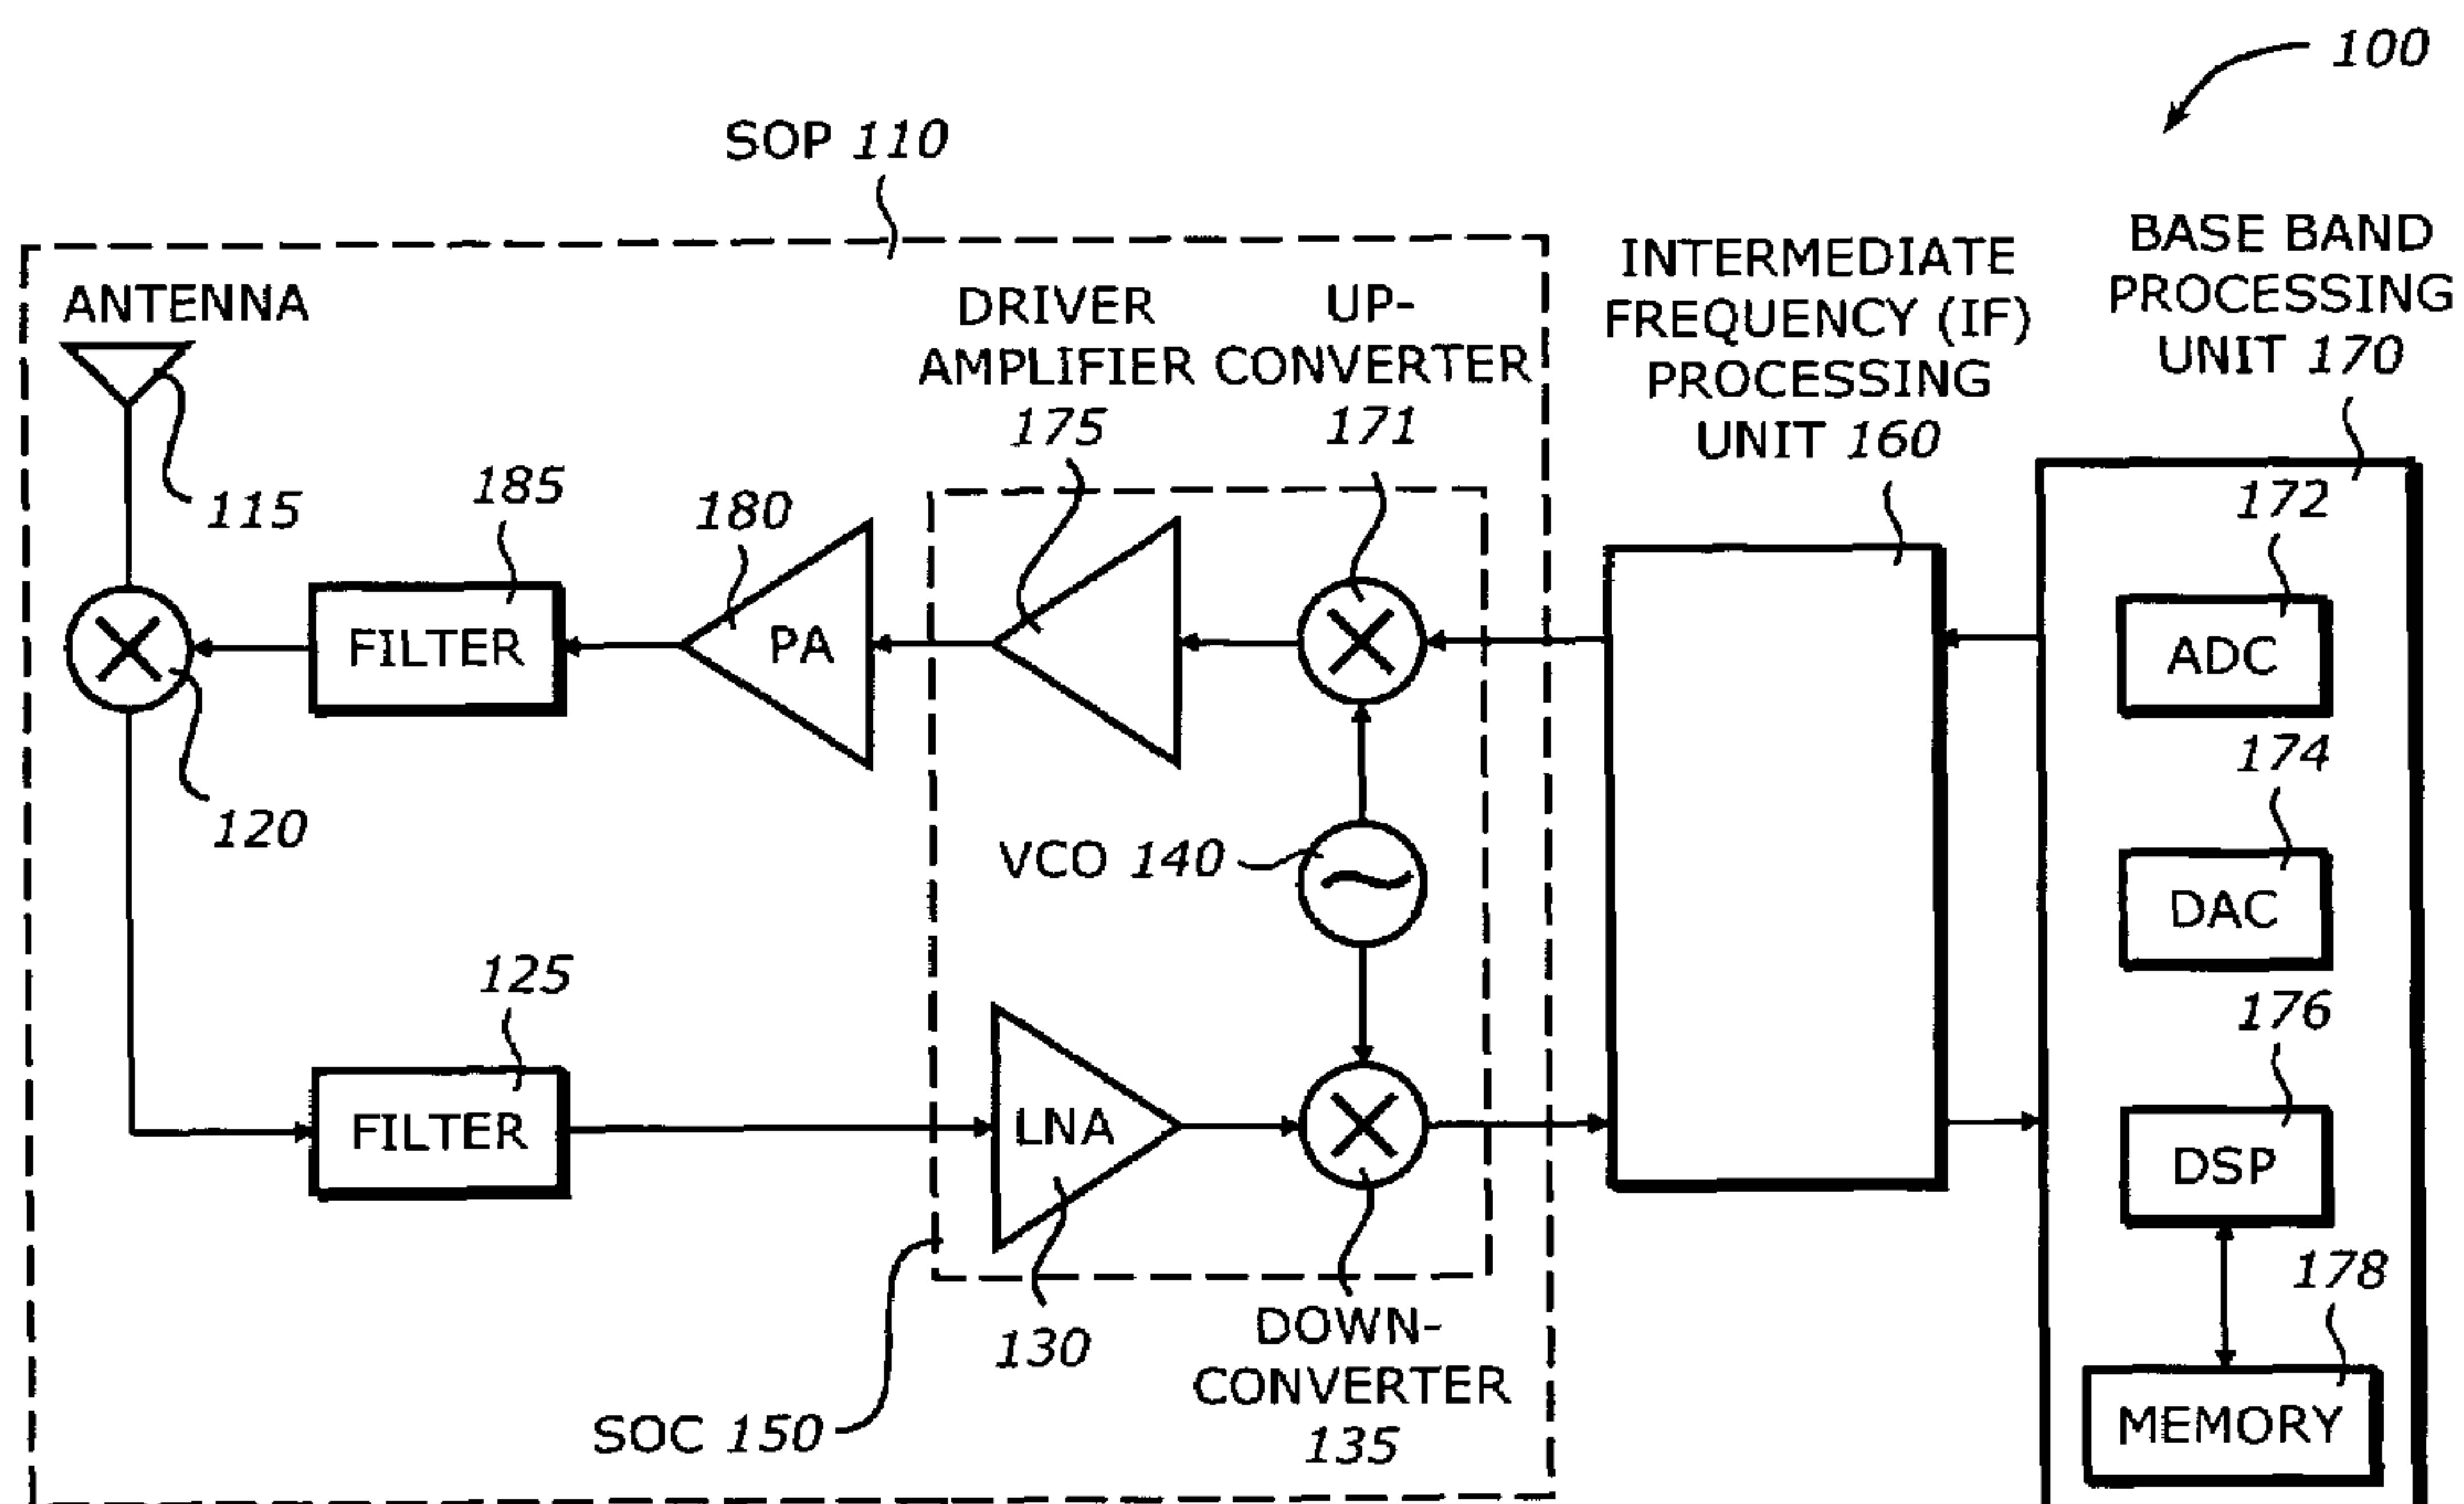 100
SOP 110
BASE BAND
PROCESSING
UNIT 170
INTERMEDIATE
FREQUENCY (IF)
PROCESSING
UNIT 160
ANTENNA
DRIVER
AMPLIFIER
175
UP-
CONVERTER
171
115
185
180
172
FILTER
PA
ADC
120
VCO 140
174
DAC
125
176
FILTER
LNA
DSP
130
DOWN-
CONVERTER
135
178
SOC 150
MEMORY